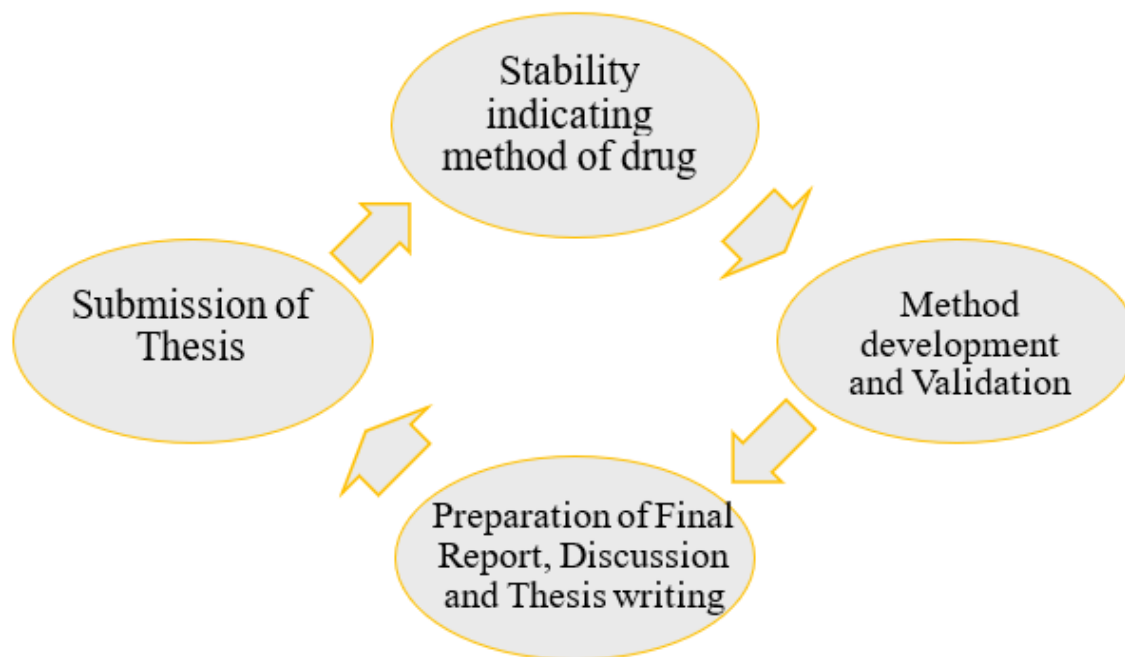 Stability
indicating
method of drug
Submission of
Thesis
Method
development
and Validation
Preparation of Final
Report, Discussion
and Thesis writing